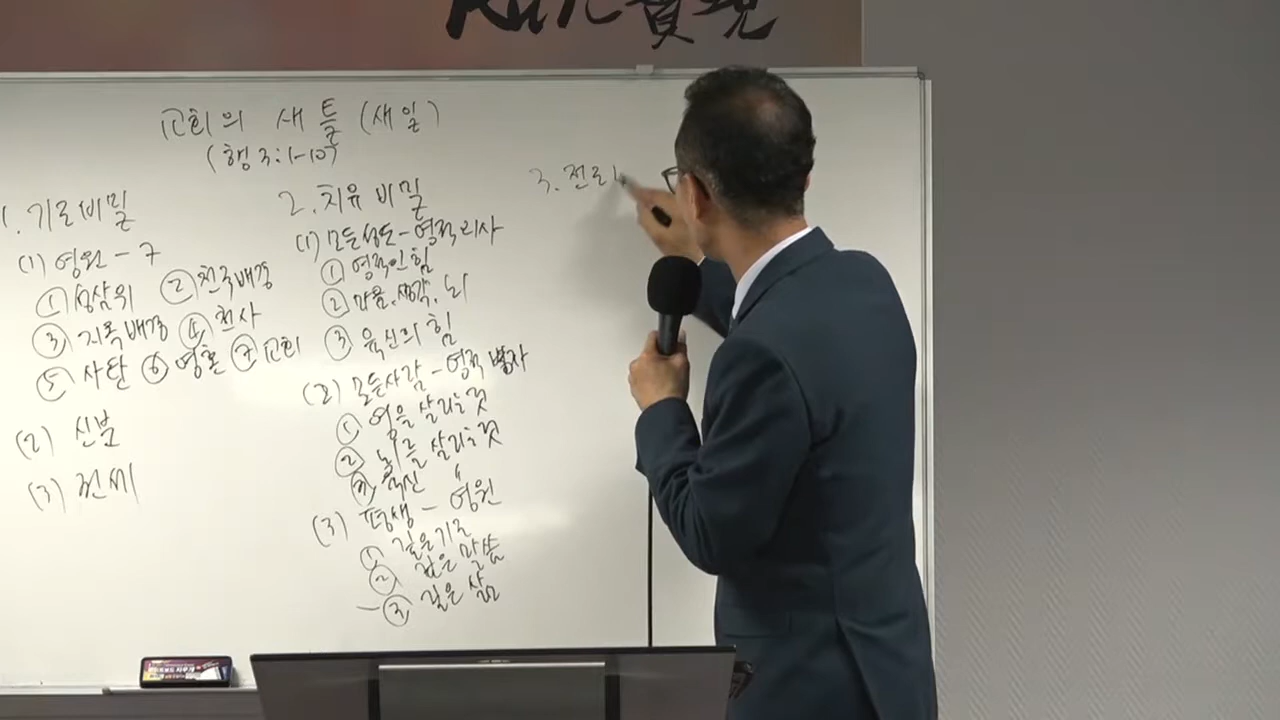 교회의 새 틀 (새일)
(행 3:1-10)
1. 기도비밀
(1) 영원 - 7
① 성삼위 ② 천국배경
③ 지옥배경 ④ 천사
⑤ 사탄 ⑥ 영혼 ⑦ 교회
(2) 신분
(3) 권세
2. 치유 비밀
(1) 모든성도 - 영적의사
① 영적인 힘
② 마음, 생각, 뇌
③ 육신의 힘
(2) 모든사람 - 영적 병자
① 영을 살리는 것
② 뇌를 살리는 것
③ 육신 〃
(3) 평생 - 영원
① 깊은 기도
② 깊은 말씀
③ 깊은 삶
3. 전